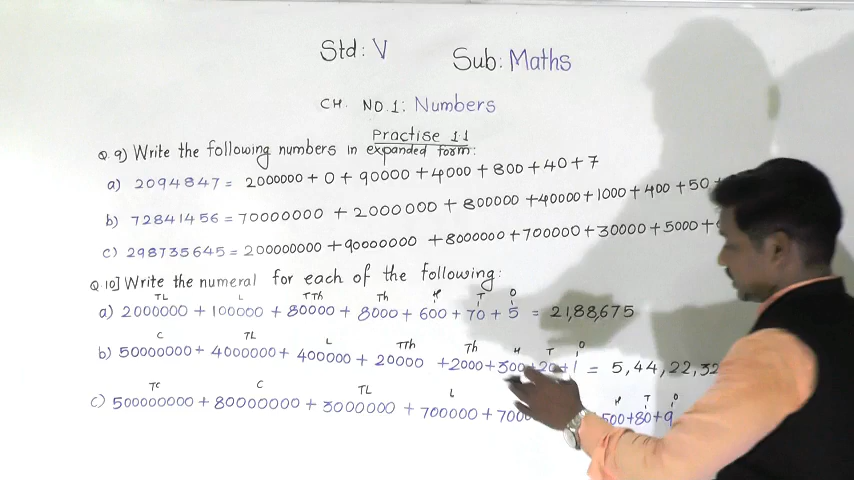 Std: V
Sub: Maths
CH. NO.1: Numbers
Practise 11
Q.9) Write the following numbers in expanded form:
a) 2094847 = 2000000 + 0 + 90000 + 4000 + 800 + 40 + 7
b) 72841456 = 70000000 + 2000000 + 800000 +40000 + 1000 + 400 + 50 +
c) 298735645 = 200000000 + 90000000 + 8000000 + 700000 + 30000 + 5000 +
Q.10] Write the numeral for each of the following:
TL L TTh Th H T O
a) 2000000 + 100000 + 80000 + 8000 + 600 + 70 + 5 = 21,88,675
C TL L TTh Th H T O
b) 50000000 + 4000000 + 400000 + 20000 +2000 + 300 + 20 + 1 = 5,44,22,32
TC C TL L H T O
c) 500000000 + 80000000 + 3000000 + 700000 + 500 + 80 + 9